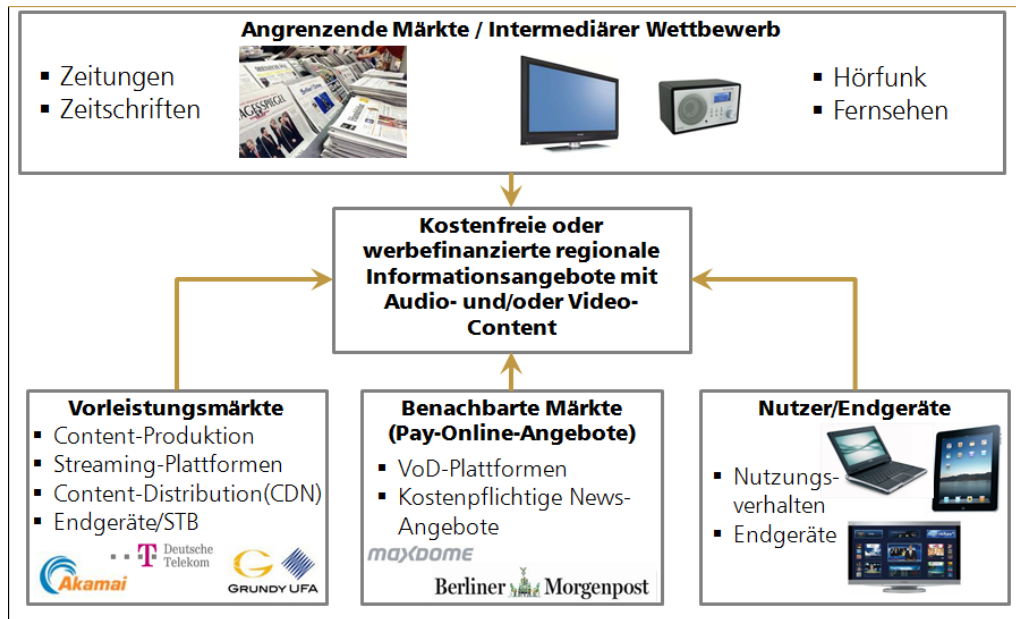 Angrenzende Märkte / Intermediärer Wettbewerb
▪ Zeitungen
▪ Zeitschriften
TAGESSPIEGEL
▪ Hörfunk
▪ Fernsehen
Kostenfreie oder
werbefinanzierte regionale
Informationsangebote mit
Audio- und/oder Video-
Content
Vorleistungsmärkte
▪ Content-Produktion
▪ Streaming-Plattformen
▪ Content-Distribution(CDN)
▪ Endgeräte/STB
Akamai
T Deutsche
Telekom
GRUNDY UFA
Benachbarte Märkte
(Pay-Online-Angebote)
▪ VoD-Plattformen
▪ Kostenpflichtige News-
Angebote
maxdome
Berliner Morgenpost
Nutzer/Endgeräte
▪ Nutzungs-
verhalten
▪ Endgeräte